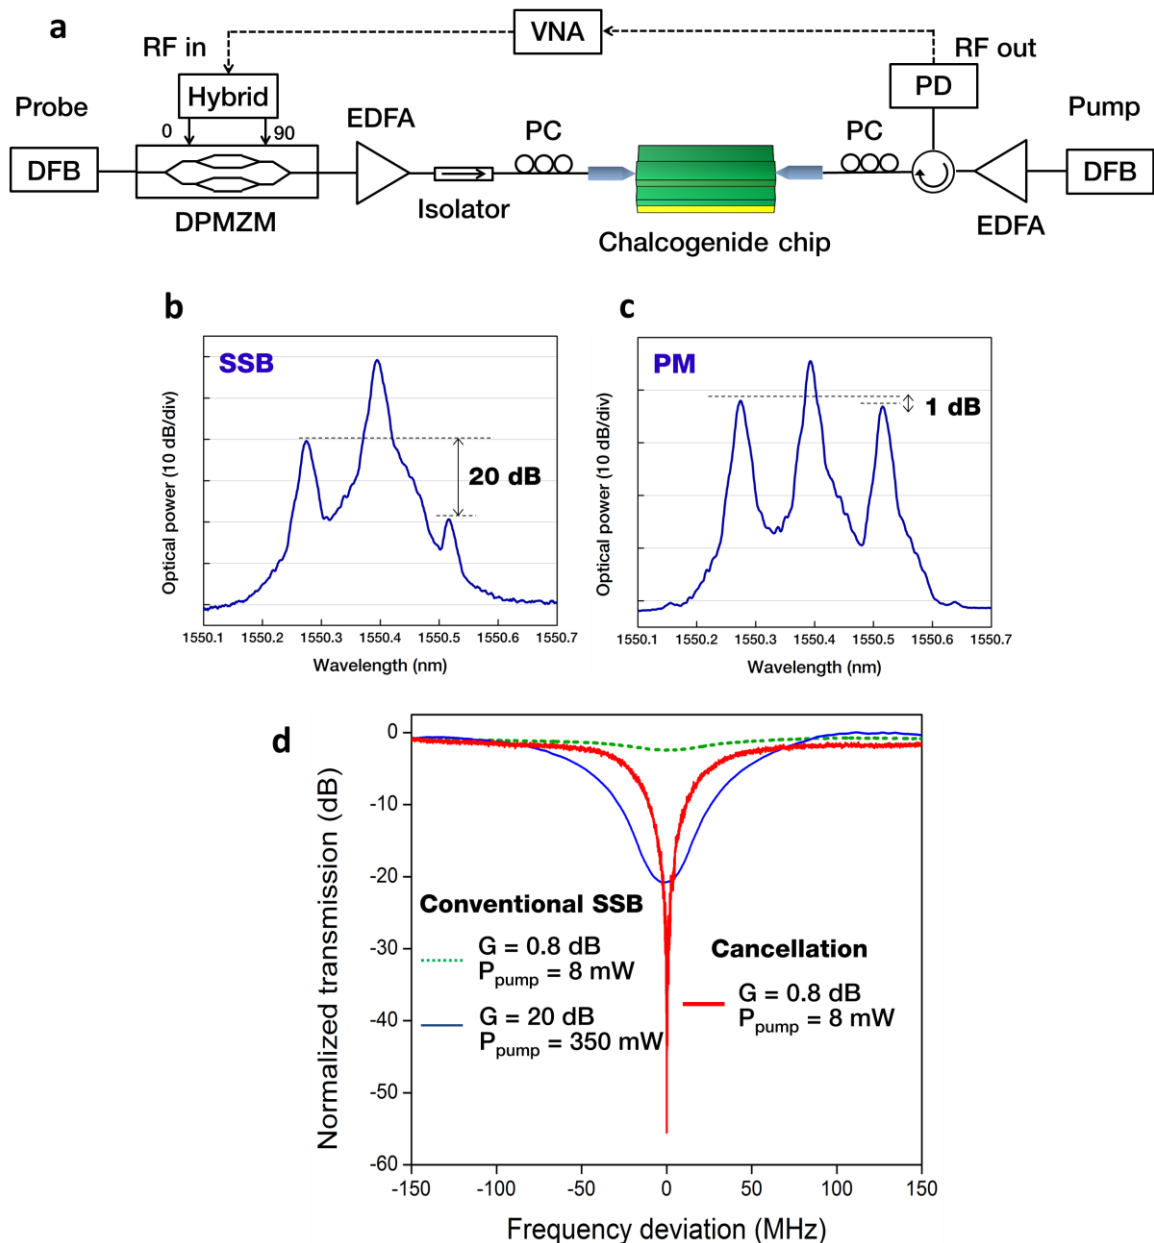 a
VNA
RF in
RF out
Hybrid
PD
Probe
0
90
EDFA
PC
PC
Pump
DFB
DFB
Isolator
DPMZM
EDFA
Chalcogenide chip
b
SSB
20 dB
Optical power (10 dB/div)
1550.1 1550.2 1550.3 1550.4 1550.5 1550.6 1550.7
Wavelength (nm)
c
PM
1 dB
Optical power (10 dB/div)
1550.1 1550.2 1550.3 1550.4 1550.5 1550.6 1550.7
Wavelength (nm)
d
0
-10
-20
-30
-40
-50
-60
Normalized transmission (dB)
Conventional SSB
G = 0.8 dB
P_pump = 8 mW
G = 20 dB
P_pump = 350 mW
Cancellation
G = 0.8 dB
P_pump = 8 mW
-150 -100 -50 0 50 100 150
Frequency deviation (MHz)